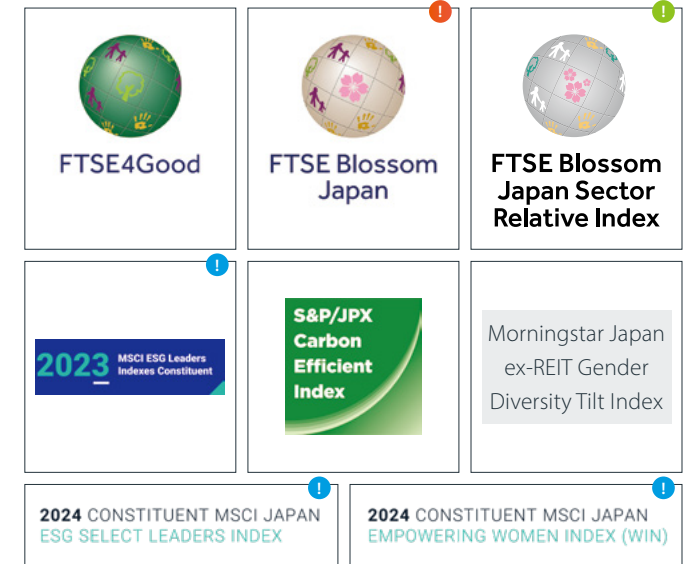 !
!
FTSE4Good
FTSE Blossom
Japan
FTSE Blossom
Japan Sector
Relative Index
!
2023 MSCI ESG Leaders
Indexes Constituent
S&P/JPX
Carbon
Efficient
Index
Morningstar Japan
ex-REIT Gender
Diversity Tilt Index
!
!
2024 CONSTITUENT MSCI JAPAN
ESG SELECT LEADERS INDEX
2024 CONSTITUENT MSCI JAPAN
EMPOWERING WOMEN INDEX (WIN)